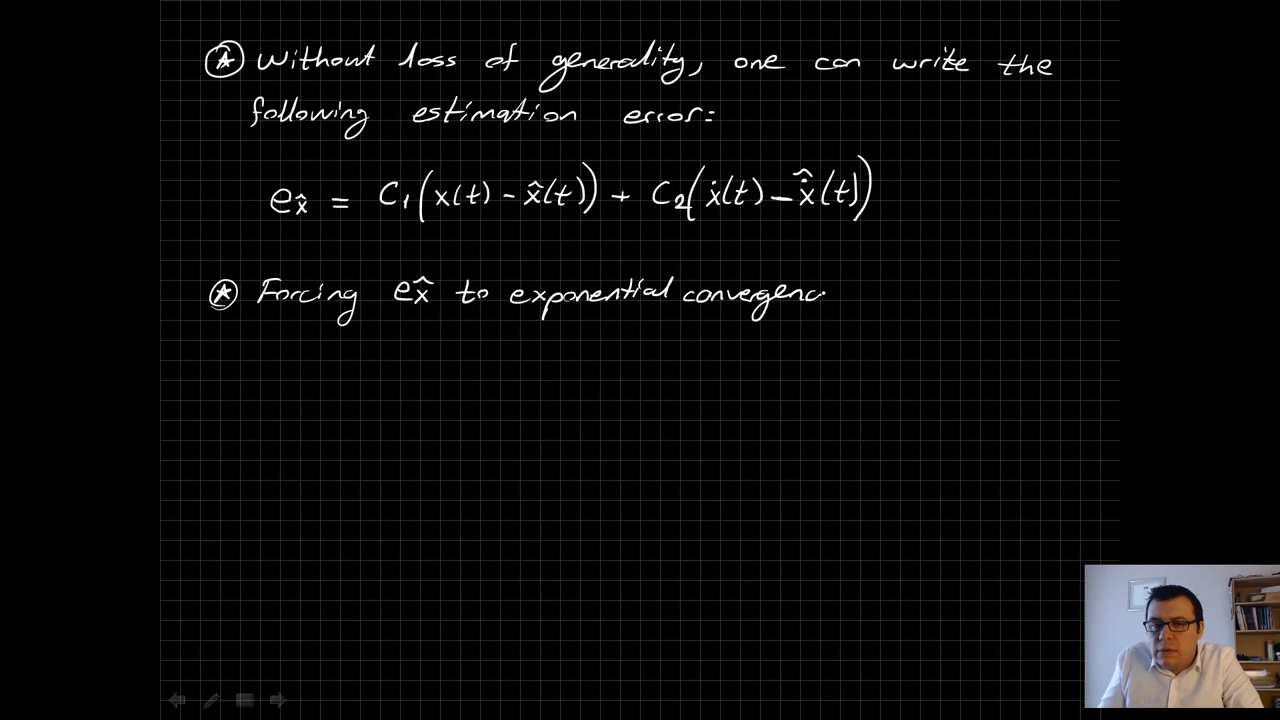 Without loss of generality, one can write the
following estimation error:
e_x̂ = C₁(x(t) - x̂(t)) + C₂(ẋ(t) - ẋ̂(t))
Forcing e_x̂ to exponential convergenc